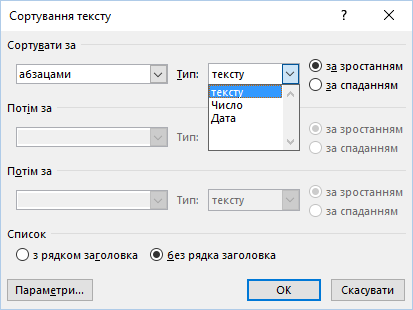 Сортування тексту
?
Сортувати за
абзацами Тип: тексту за зростанням
за спаданням
тексту
Число
Дата
Потім за
Тип: за зростанням
за спаданням
Потім за
Тип: тексту за зростанням
за спаданням
Список
з рядком заголовка без рядка заголовка
Параметри... ОК Скасувати